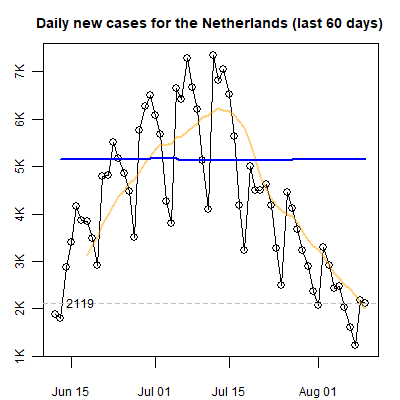 Daily new cases for the Netherlands (last 60 days)
7K
6K
5K
4K
3K
2K
1K
2119
Jun 15 Jul 01 Jul 15 Aug 01